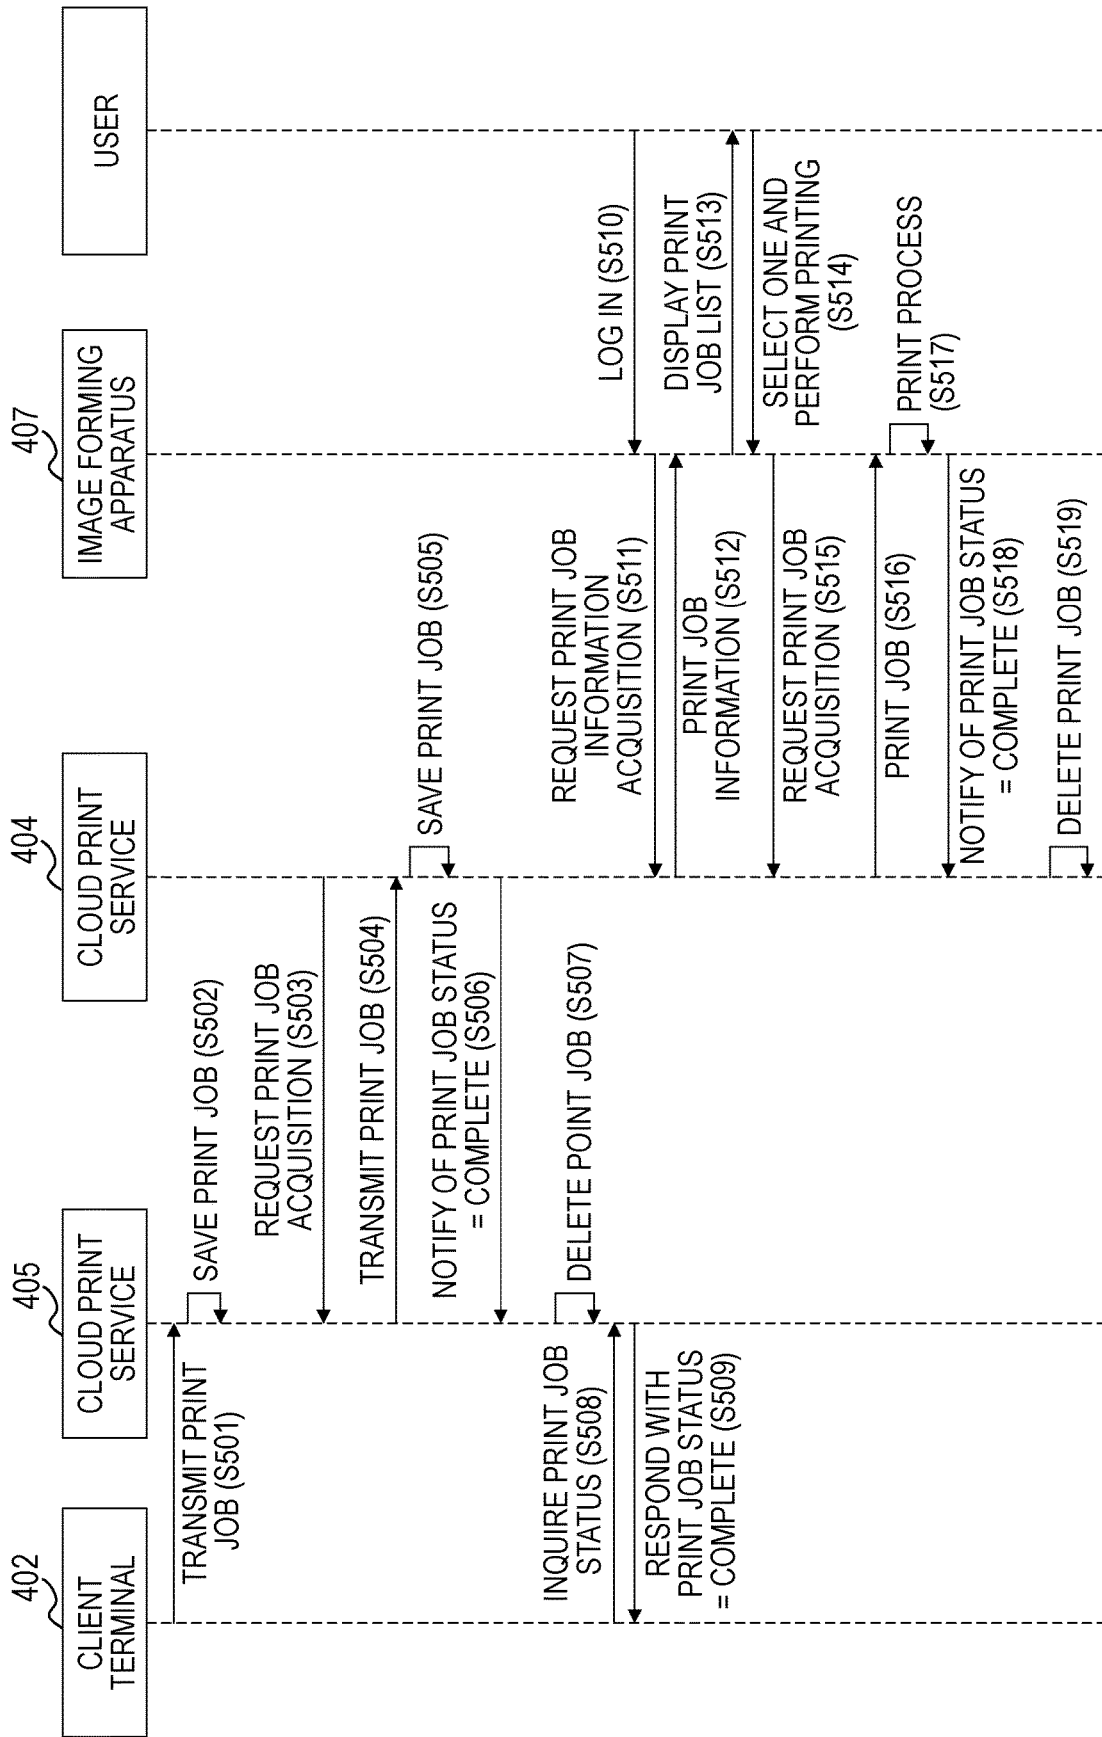 402
CLIENT
TERMINAL
405
CLOUD PRINT
SERVICE
404
CLOUD PRINT
SERVICE
407
IMAGE FORMING
APPARATUS
USER
TRANSMIT PRINT
JOB (S501)
SAVE PRINT JOB (S502)
REQUEST PRINT JOB
ACQUISITION (S503)
TRANSMIT PRINT JOB (S504)
SAVE PRINT JOB (S505)
NOTIFY OF PRINT JOB STATUS
= COMPLETE (S506)
DELETE POINT JOB (S507)
INQUIRE PRINT JOB
STATUS (S508)
RESPOND WITH
PRINT JOB STATUS
= COMPLETE (S509)
LOG IN (S510)
REQUEST PRINT JOB
INFORMATION
ACQUISITION (S511)
PRINT JOB
INFORMATION (S512)
DISPLAY PRINT
JOB LIST (S513)
SELECT ONE AND
PERFORM PRINTING
(S514)
REQUEST PRINT JOB
ACQUISITION (S515)
PRINT JOB (S516)
PRINT PROCESS
(S517)
NOTIFY OF PRINT JOB STATUS
= COMPLETE (S518)
DELETE PRINT JOB (S519)